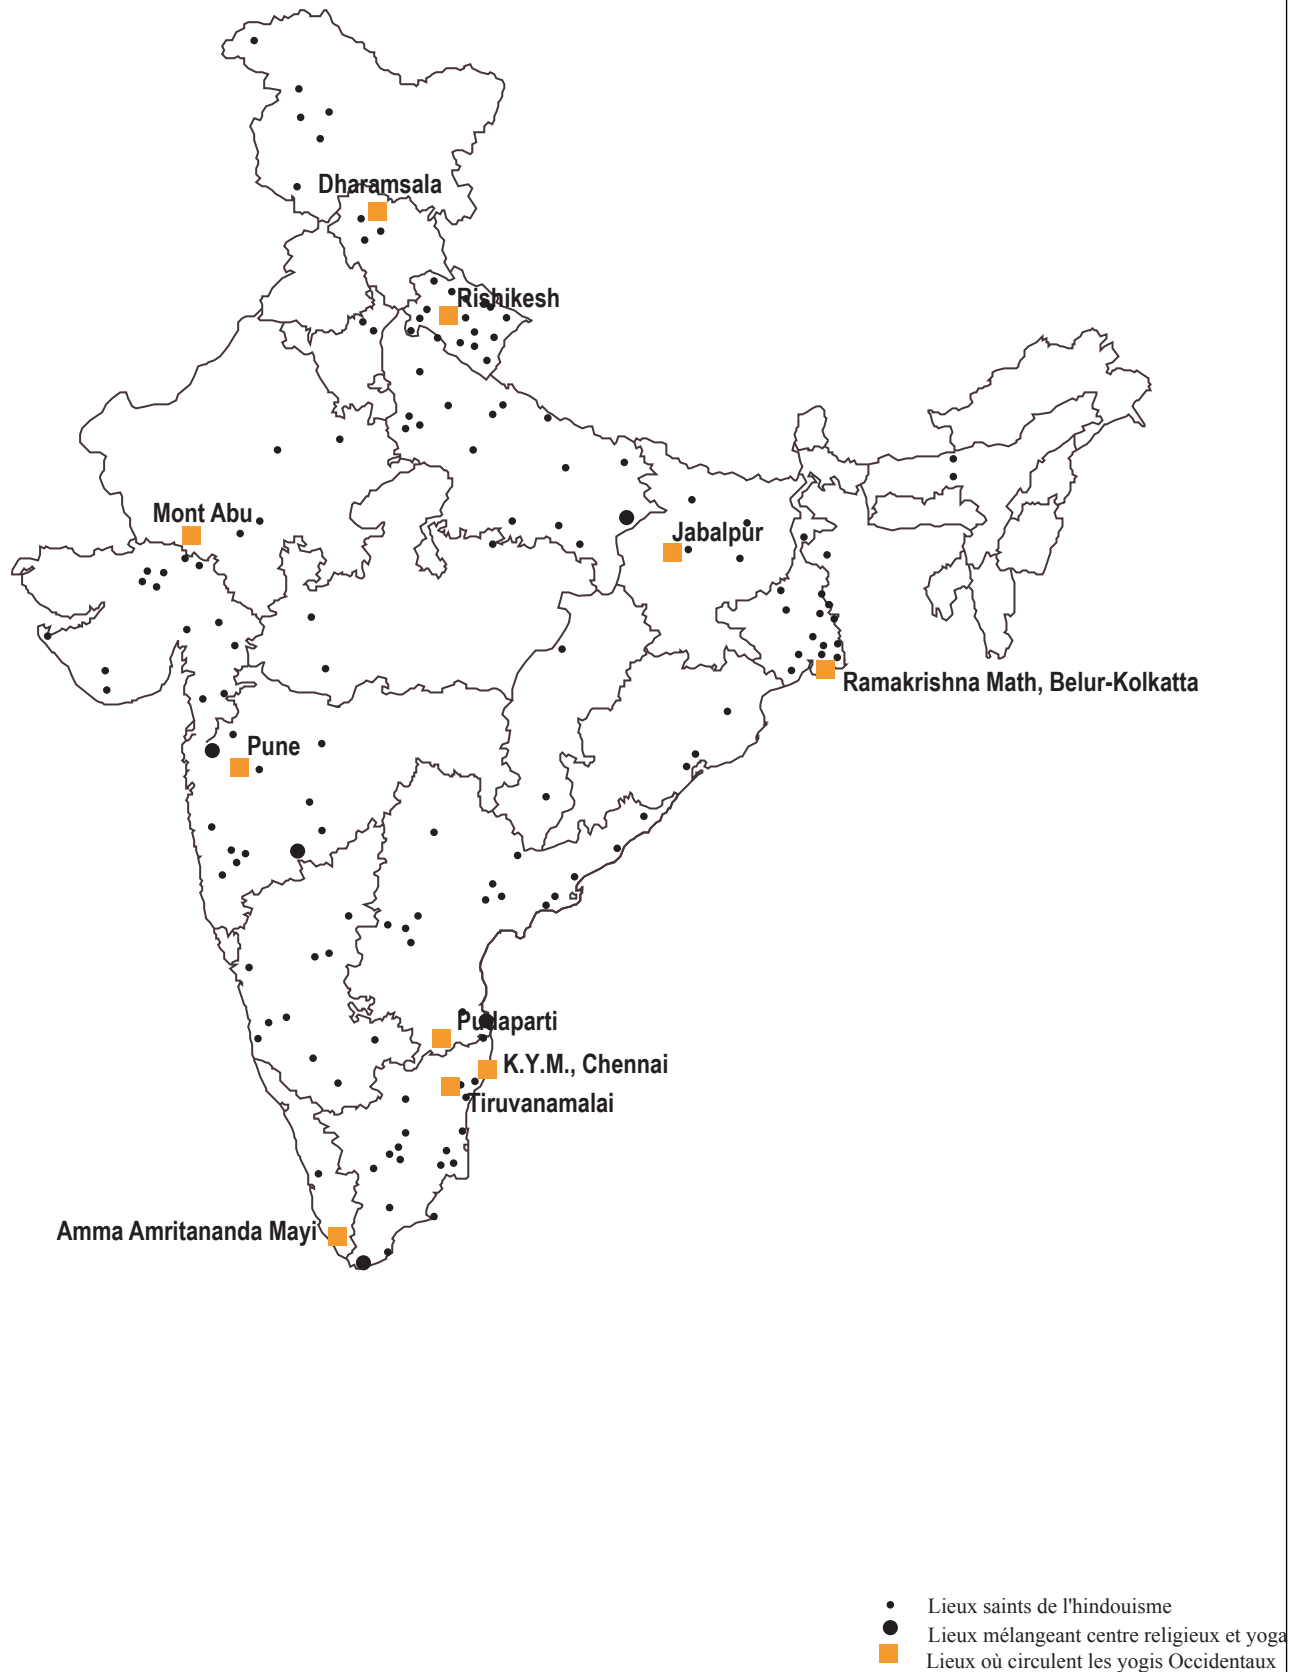 Dharamsala
Rishikesh
Mont Abu
Jabalpur
Ramakrishna Math, Belur-Kolkatta
Pune
Pudaparti
K.Y.M., Chennai
Tiruvanamalai
Amma Amritananda Mayi
Lieux saints de l'hindouisme
Lieux mélangeant centre religieux et yoga
Lieux où circulent les yogis Occidentaux